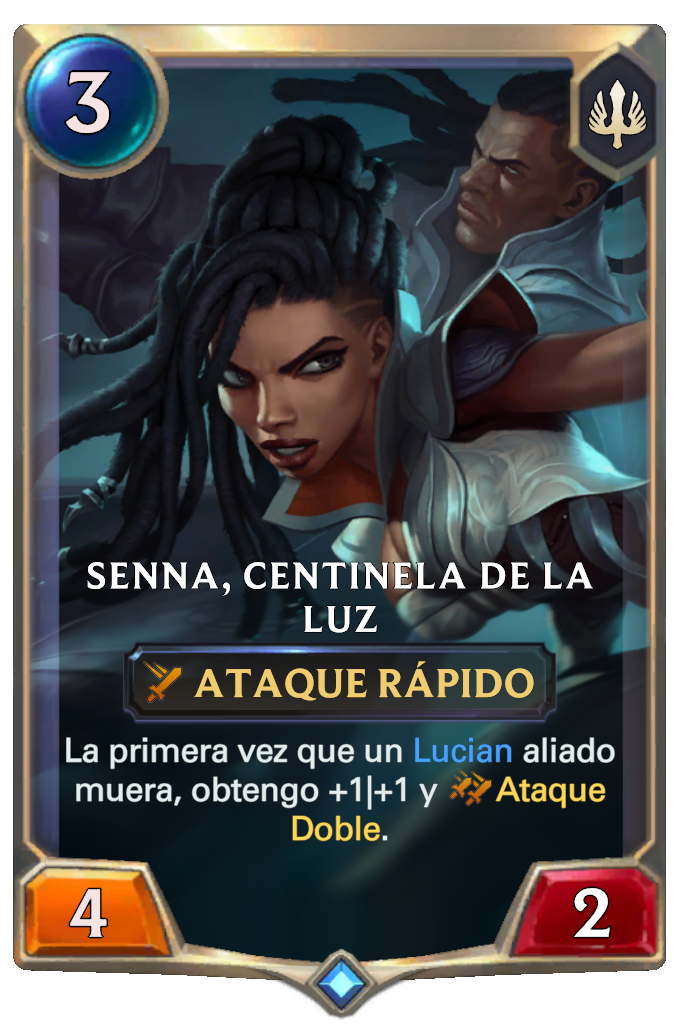 3
SENNA, CENTINELA DE LA
LUZ
ATAQUE RÁPIDO
La primera vez que un Lucian aliado
muera, obtengo +1|+1 y Ataque
Doble.
4
2